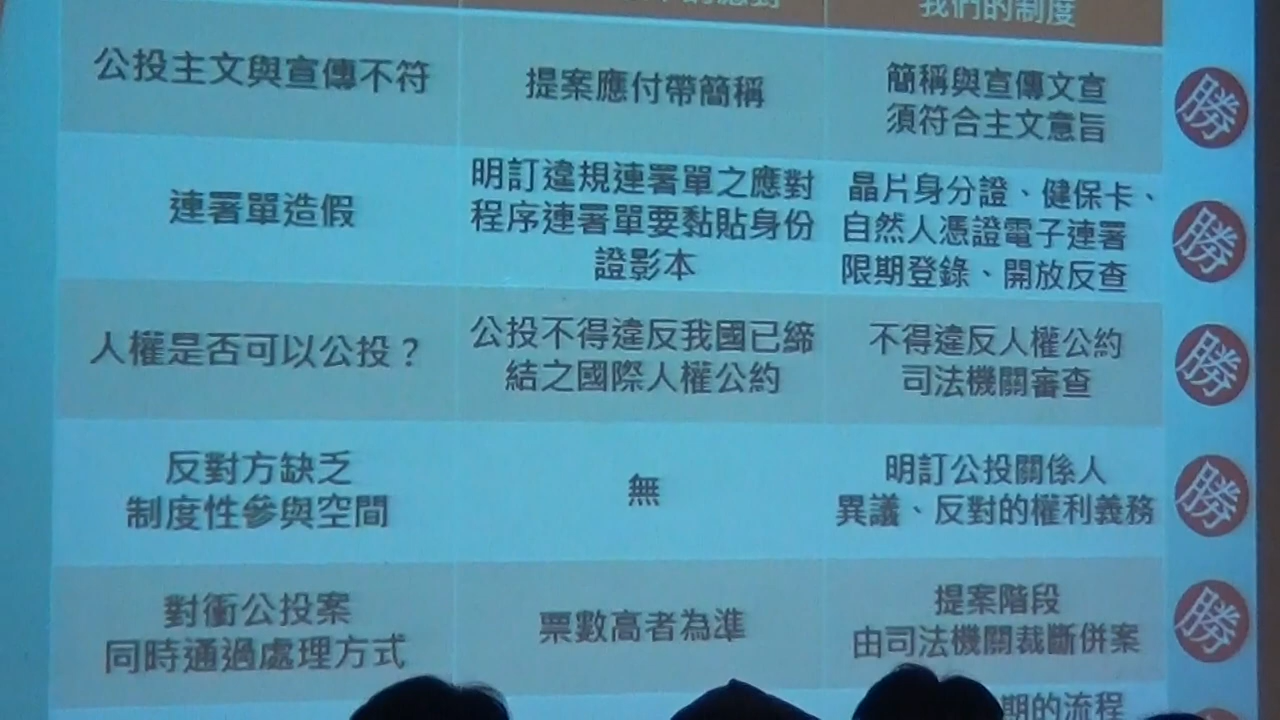 我們的制度
公投主文與宣傳不符
提案應付帶簡稱
簡稱與宣傳文宣
須符合主文意旨
勝
連署單造假
明訂違規連署單之應對
程序連署單要黏貼身份
證影本
晶片身分證、健保卡、
自然人憑證電子連署
限期登錄、開放反查
勝
人權是否可以公投？
公投不得違反我國已締
結之國際人權公約
不得違反人權公約
司法機關審查
勝
反對方缺乏
制度性參與空間
無
明訂公投關係人
異議、反對的權利義務
勝
對衝公投案
同時通過處理方式
票數高者為準
提案階段
由司法機關裁斷併案
勝
期的流程